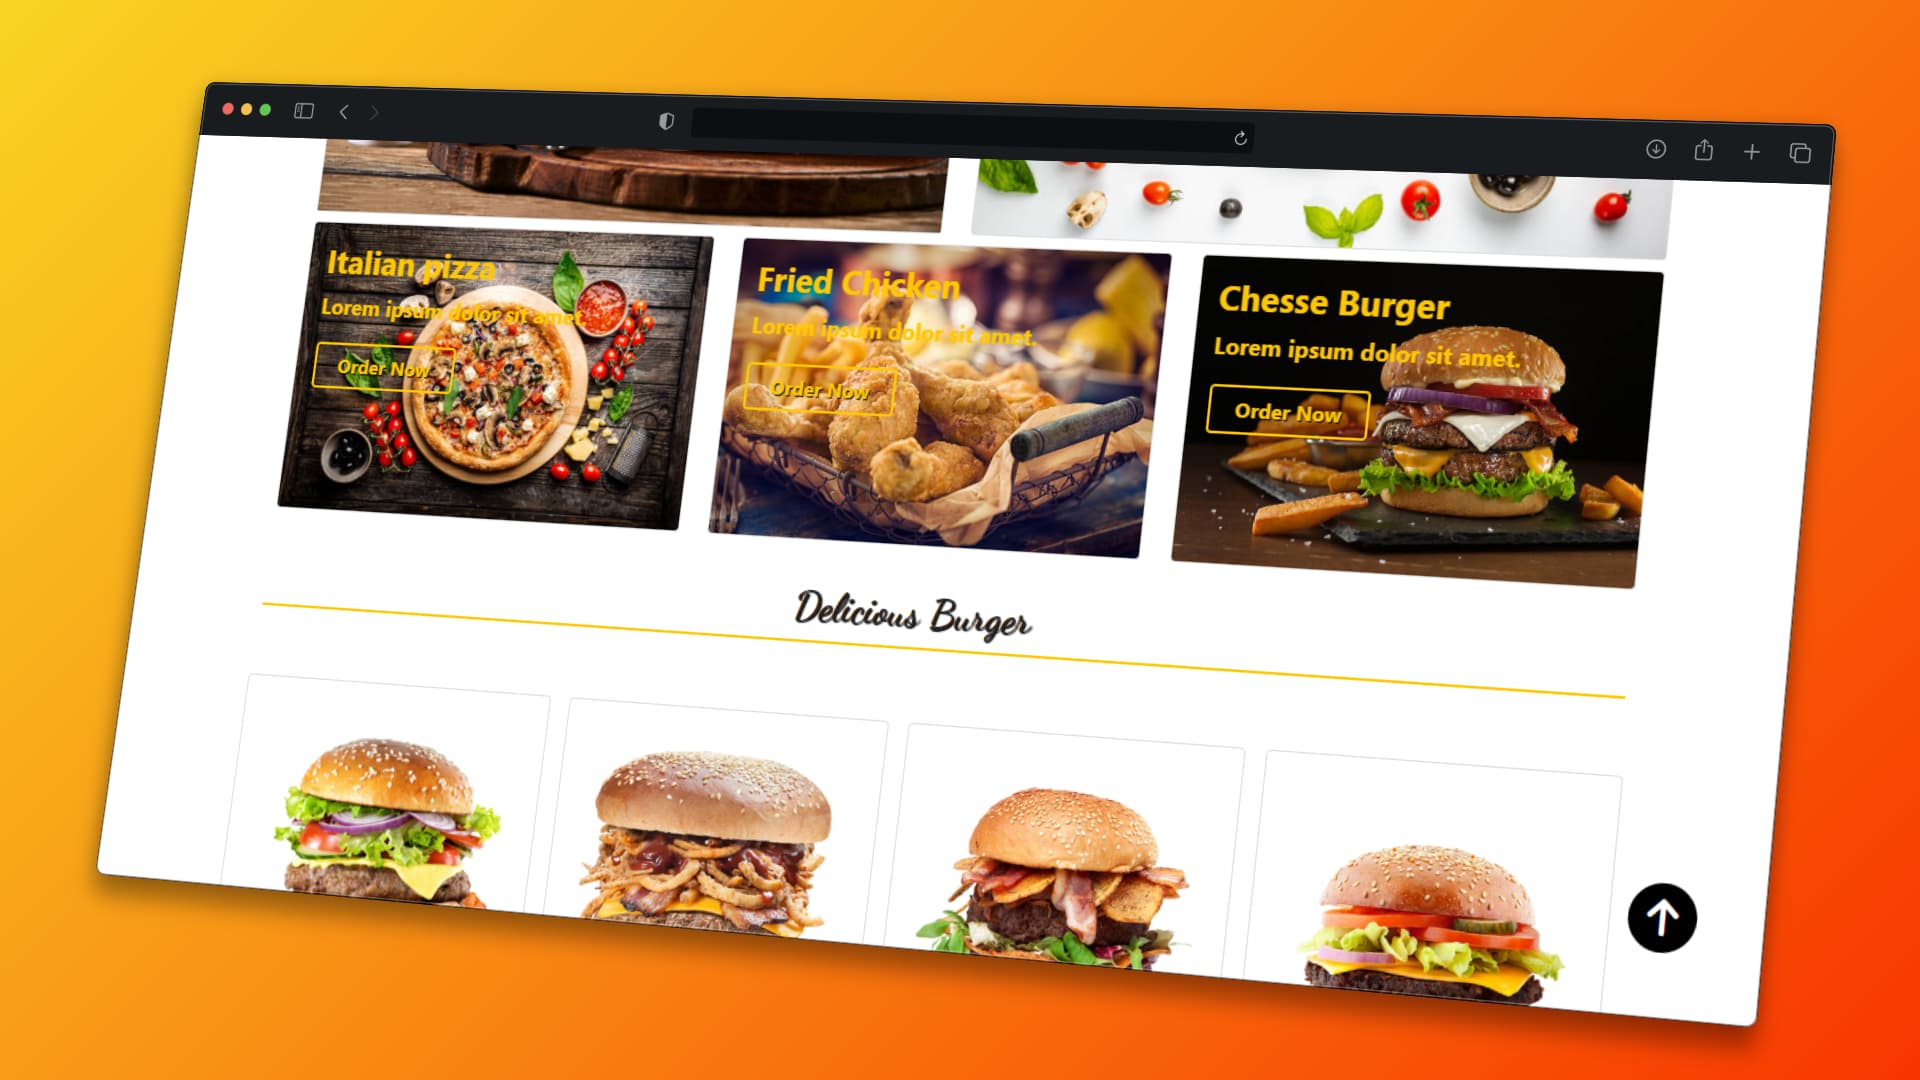 Italian pizza
Lorem ipsum dolor sit amet.
Order Now
Fried Chicken
Lorem ipsum dolor sit amet.
Order Now
Chesse Burger
Lorem ipsum dolor sit amet.
Order Now
Delicious Burger